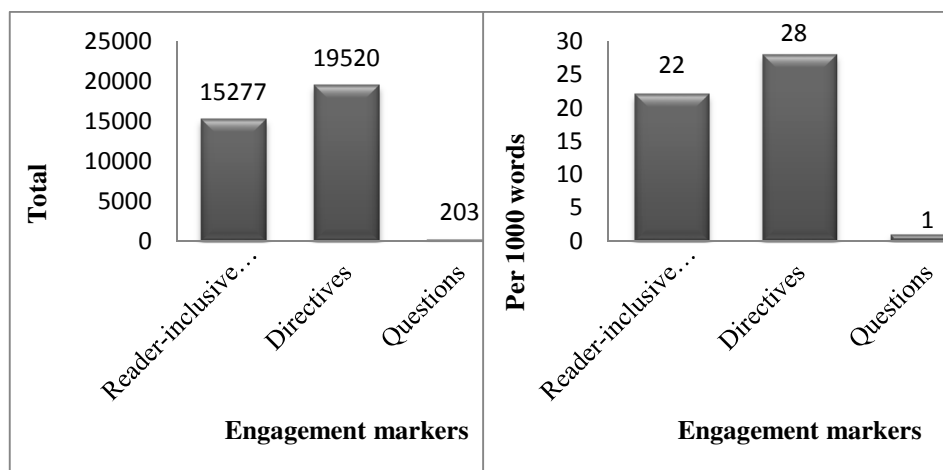 25000
20000
15000
10000
5000
0
15277
19520
203
Total
Reader-inclusive…
Directives
Questions
Engagement markers
30
25
20
15
10
5
0
22
28
1
Per 1000 words
Reader-inclusive…
Directives
Questions
Engagement markers